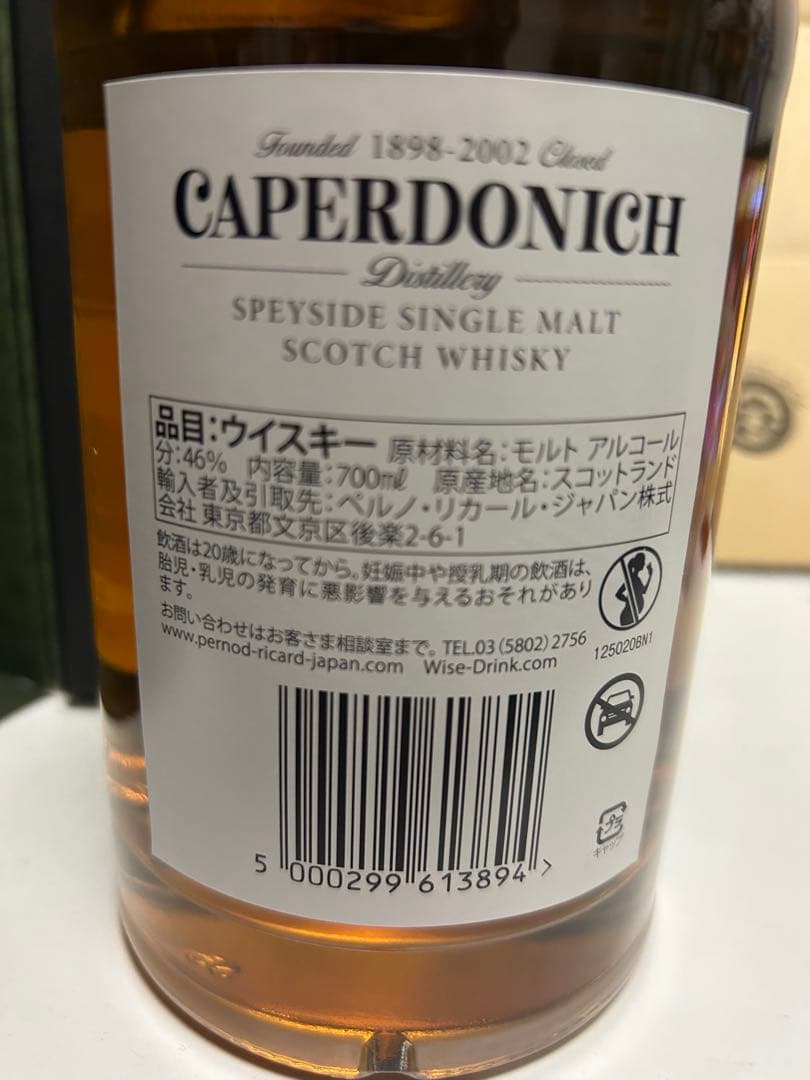 Founded 1898-2002 Closed
CAPERDONICH
Distillery
SPEYSIDE SINGLE MALT
SCOTCH WHISKY
品目:ウイスキー 原材料名:モルト アルコール
分:46% 内容量:700㎖ 原産地名:スコットランド
輸入者及び引取先:ペルノ・リカール・ジャパン株式
会社 東京都文京区後楽2-6-1
飲酒は20歳になってから。妊娠中や授乳期の飲酒は、
胎児・乳児の発育に悪影響を与えるおそれがあり
ます。
お問い合わせはお客さま相談室まで。TEL.03(5802)2756
www.pernod-ricard-japan.com Wise-Drink.com
125020BN1
プラ
キャップ
5 000299 613894 >